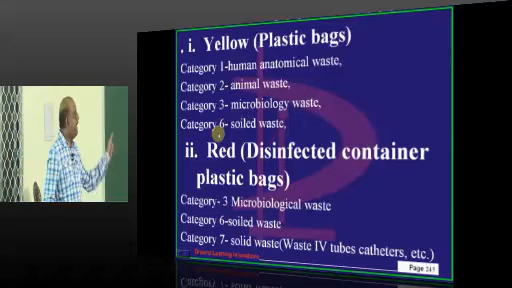 . i. Yellow (Plastic bags)
Category 1-human anatomical waste,
Category 2- animal waste,
Category 3- microbiology waste,
Category 6- soiled waste,
ii. Red (Disinfected container
plastic bags)
Category- 3 Microbiological waste
Category 6-soiled waste
Category 7- solid waste(Waste IV tubes catheters, etc.)
Page 241